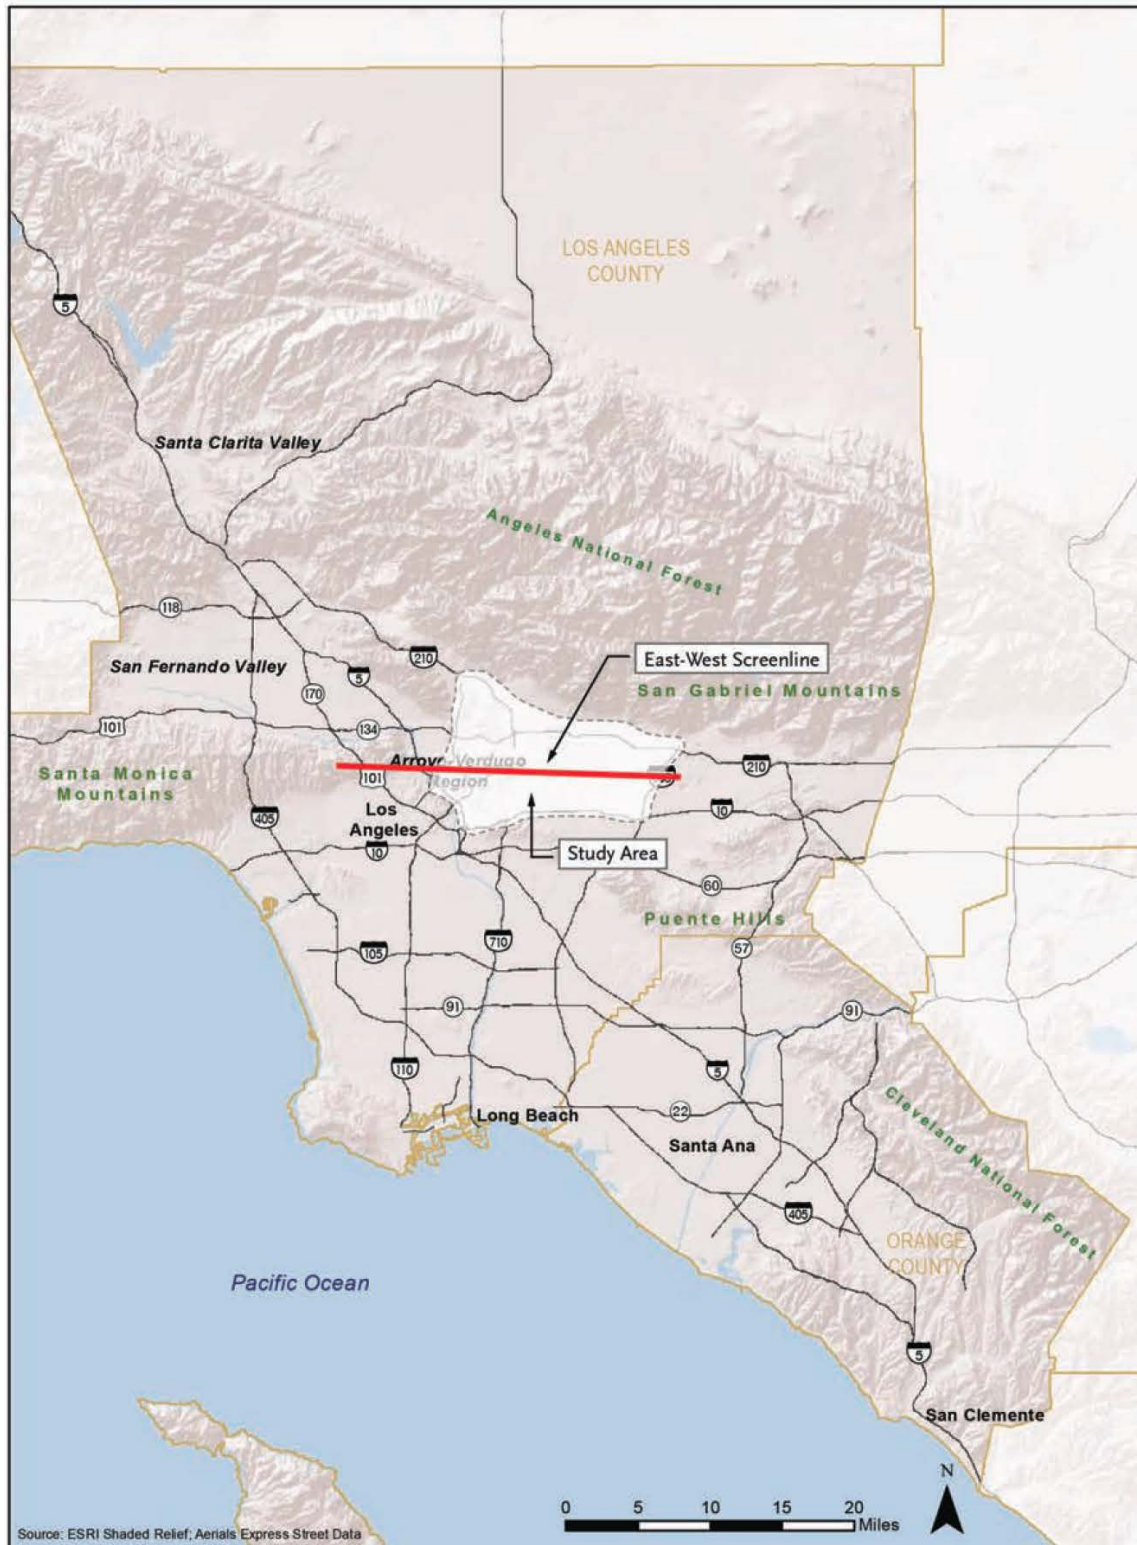 LOS ANGELES
COUNTY
5
Santa Clarita Valley
Angeles National Forest
118
San Fernando Valley
210
5
170
East-West Screenline
San Gabriel Mountains
101
134
Arroyo-Verdugo
Region
Santa Monica
Mountains
101
210
10
405
Los
Angeles
10
Study Area
60
Puente Hills
57
105
710
91
91
110
5
Long Beach
22
Santa Ana
Cleveland National Forest
405
ORANGE
COUNTY
Pacific Ocean
5
San Clemente
N
0 5 10 15 20
Miles
Source: ESRI Shaded Relief; Aerials Express Street Data